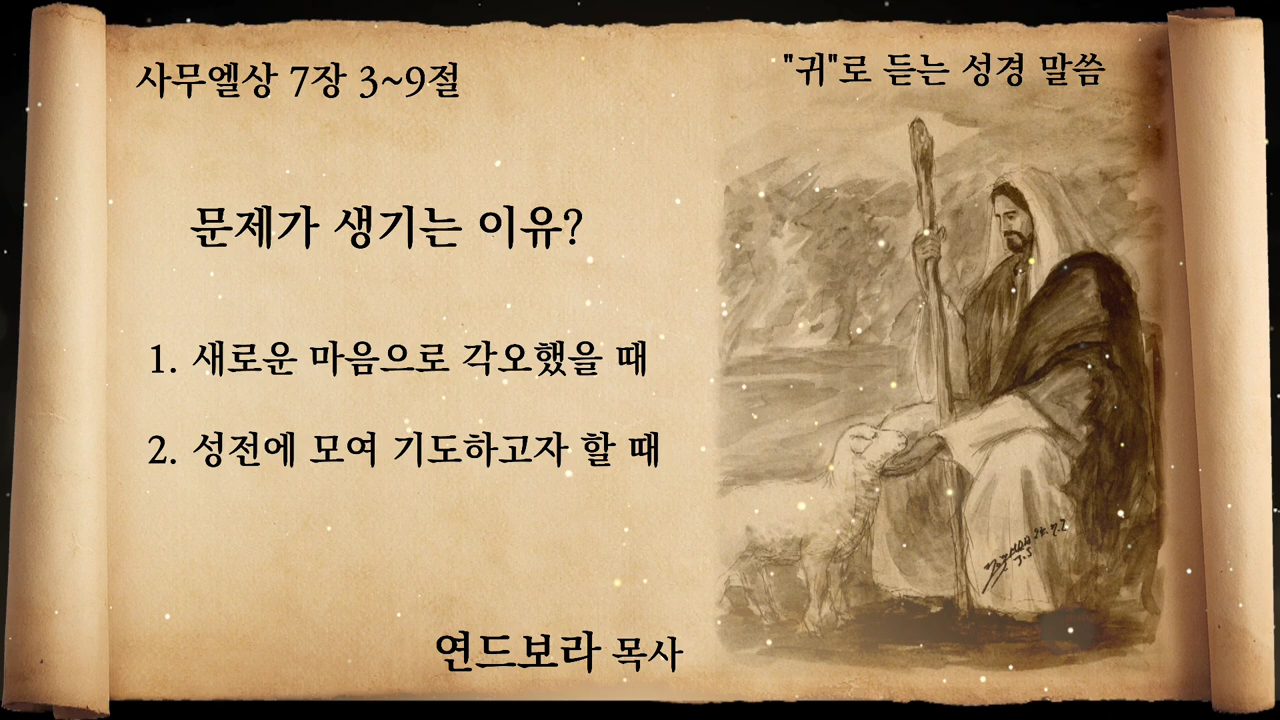 사무엘상 7장 3~9절
"귀"로 듣는 성경 말씀
문제가 생기는 이유?
1. 새로운 마음으로 각오했을 때
2. 성전에 모여 기도하고자 할 때
연드보라 목사